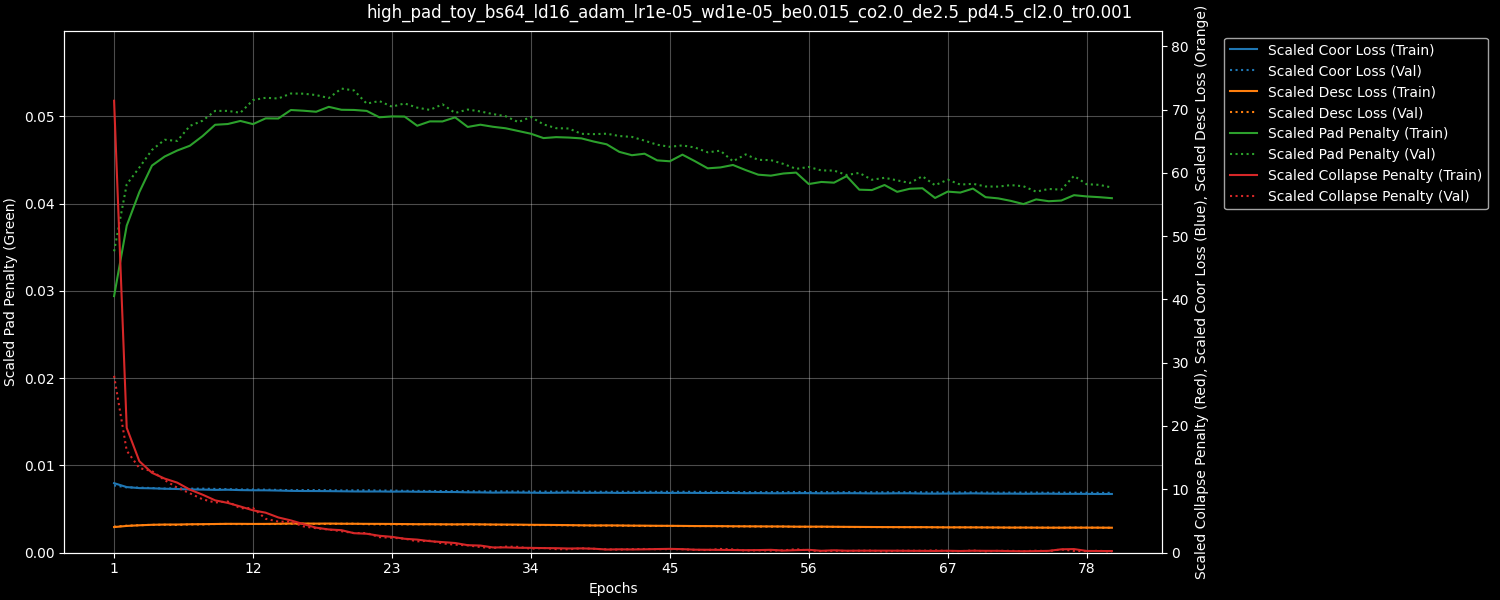 high_pad_toy_bs64_ld16_adam_lr1e-05_wd1e-05_be0.015_co2.0_de2.5_pd4.5_cl2.0_tr0.001
Scaled Pad Penalty (Green)
0.05
0.04
0.03
0.02
0.01
0.00
1
12
23
34
45
56
67
78
Epochs
80
70
60
50
40
30
20
10
0
Scaled Collapse Penalty (Red), Scaled Coor Loss (Blue), Scaled Desc Loss (Orange)
Scaled Coor Loss (Train)
Scaled Coor Loss (Val)
Scaled Desc Loss (Train)
Scaled Desc Loss (Val)
Scaled Pad Penalty (Train)
Scaled Pad Penalty (Val)
Scaled Collapse Penalty (Train)
Scaled Collapse Penalty (Val)